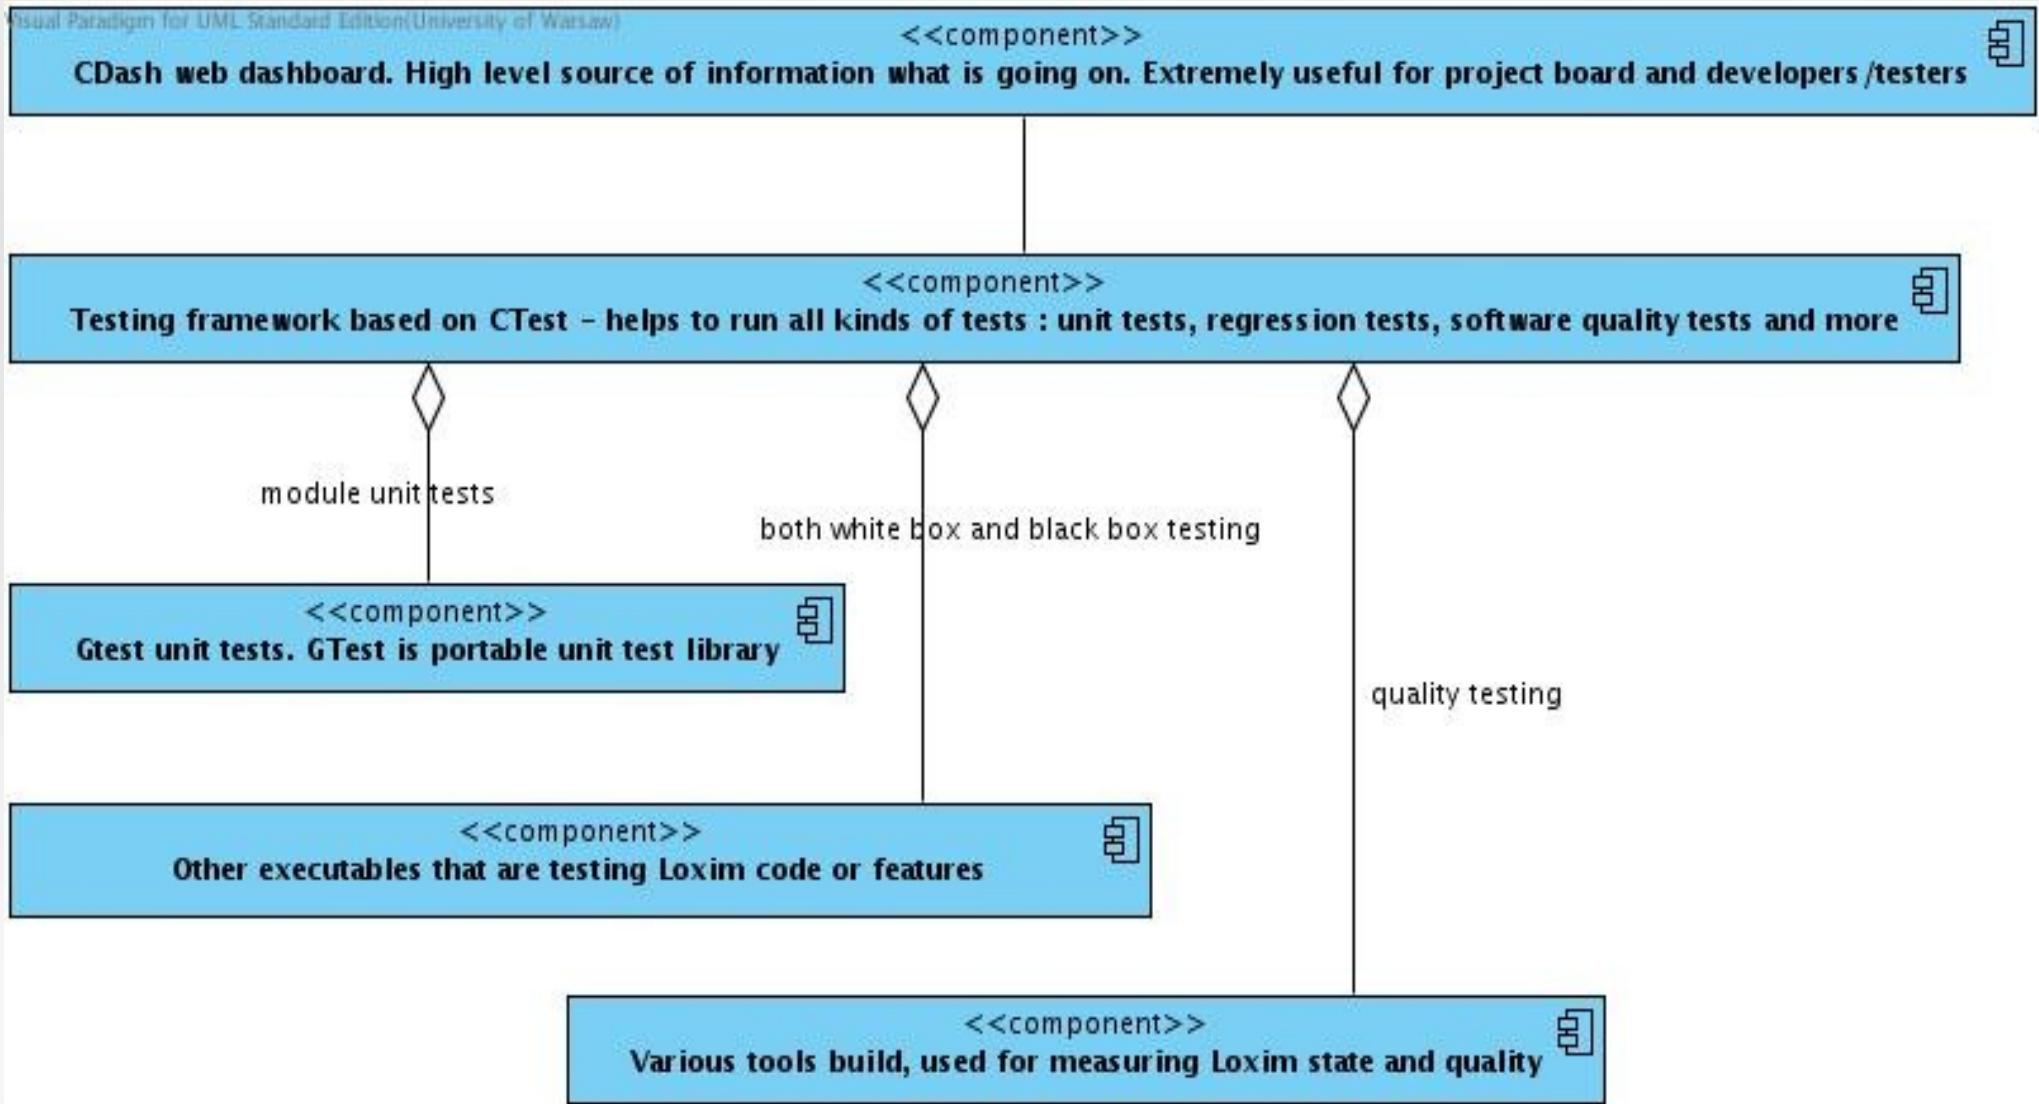 Visual Paradigm for UML Standard Edition(University of Warsaw)
<<component>>
CDash web dashboard. High level source of information what is going on. Extremely useful for project board and developers/testers
<<component>>
Testing framework based on CTest - helps to run all kinds of tests : unit tests, regression tests, software quality tests and more
module unit tests
both white box and black box testing
<<component>>
Gtest unit tests. GTest is portable unit test library
quality testing
<<component>>
Other executables that are testing Loxim code or features
<<component>>
Various tools build, used for measuring Loxim state and quality